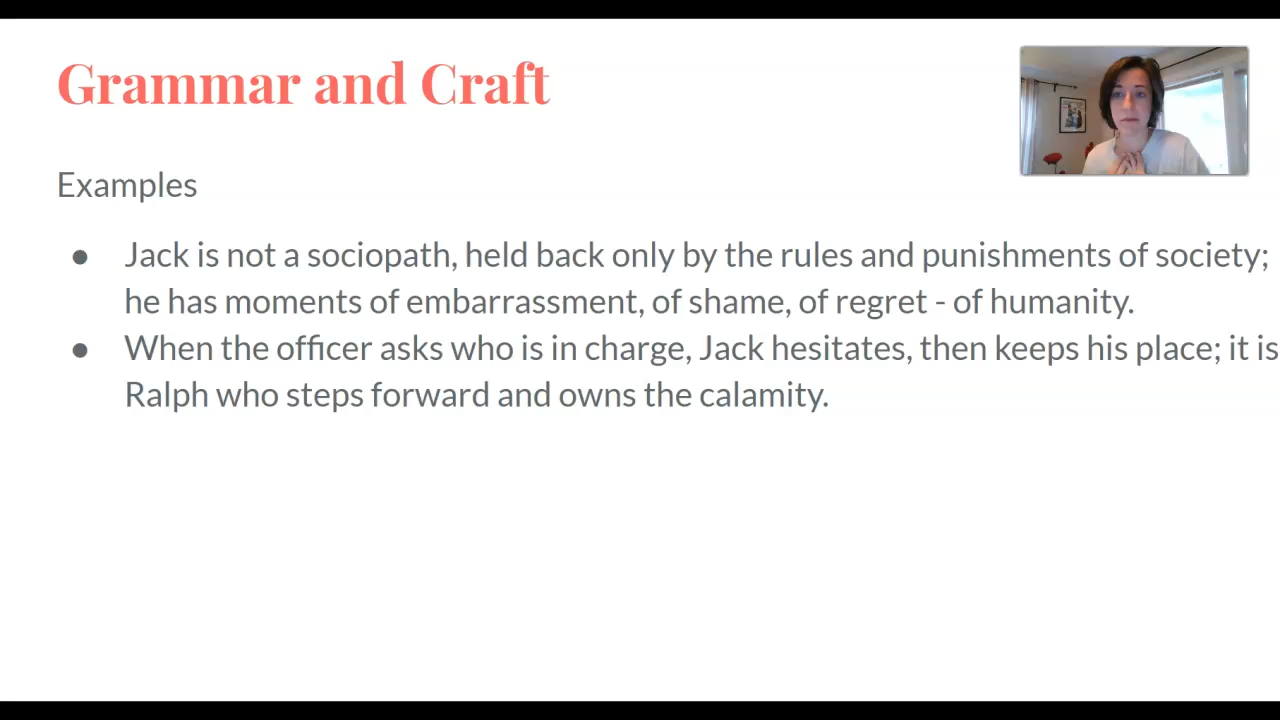 Grammar and Craft
Examples
● Jack is not a sociopath, held back only by the rules and punishments of society;
he has moments of embarrassment, of shame, of regret - of humanity.
● When the officer asks who is in charge, Jack hesitates, then keeps his place; it is
Ralph who steps forward and owns the calamity.